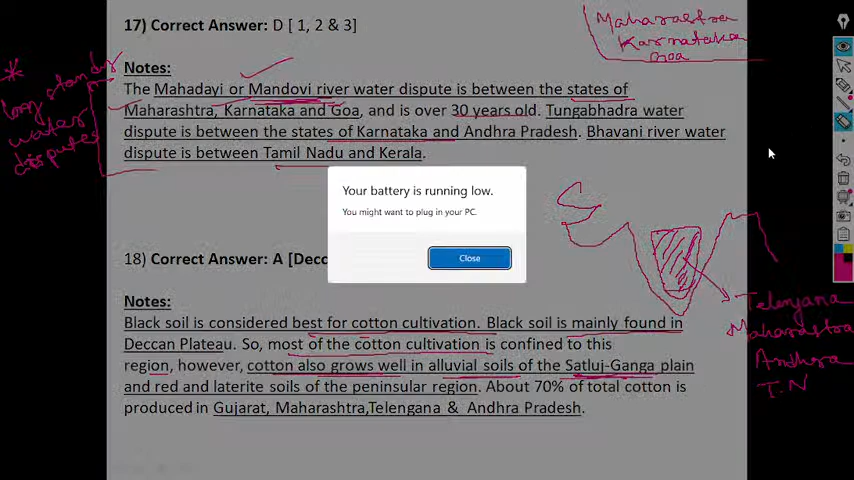 17) Correct Answer: D [ 1, 2 & 3]
Maharastra
Karnataka
Goa
Notes:
The Mahadayi or Mandovi river water dispute is between the states of
Maharashtra, Karnataka and Goa, and is over 30 years old. Tungabhadra water
dispute is between the states of Karnataka and Andhra Pradesh. Bhavani river water
dispute is between Tamil Nadu and Kerala.
*
long standing
water
disputes
Your battery is running low.
You might want to plug in your PC.
Close
18) Correct Answer: A [Decc
Notes:
Black soil is considered best for cotton cultivation. Black soil is mainly found in
Deccan Plateau. So, most of the cotton cultivation is confined to this
region, however, cotton also grows well in alluvial soils of the Satluj-Ganga plain
and red and laterite soils of the peninsular region. About 70% of total cotton is
produced in Gujarat, Maharashtra,Telengana & Andhra Pradesh.
Telengana
Maharastra
Andhra
T.N